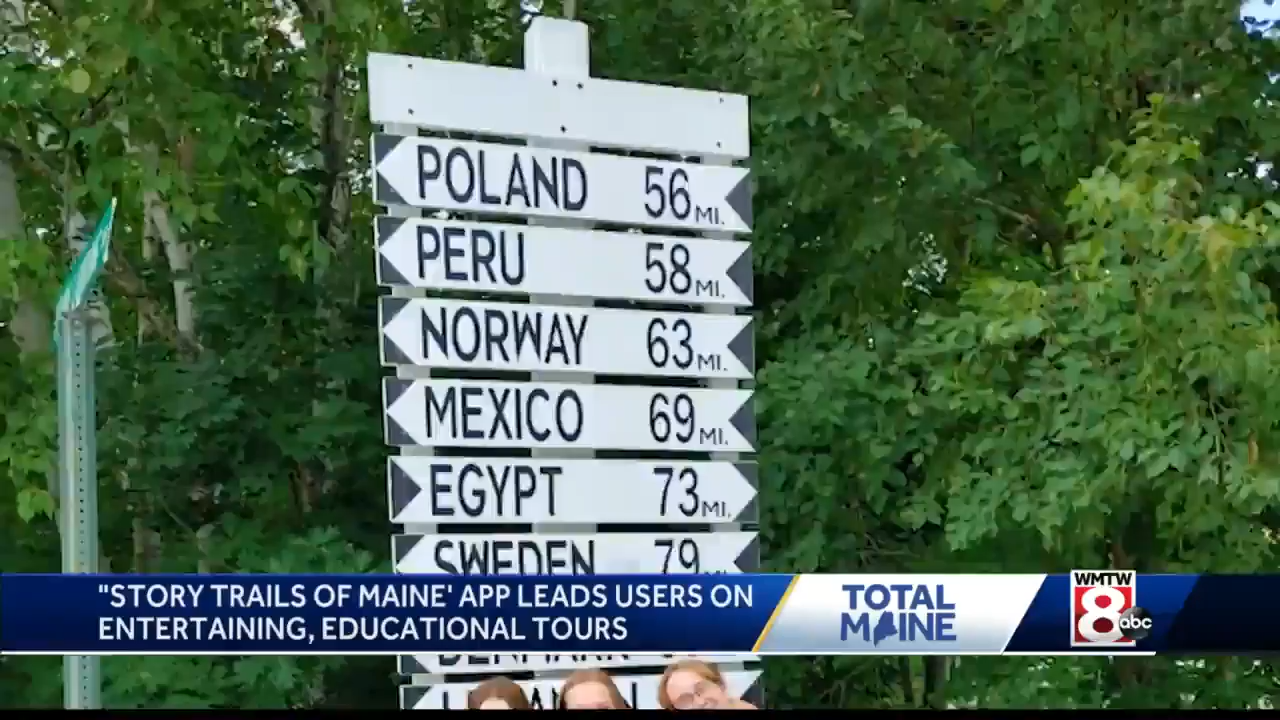 POLAND 56 MI.
PERU 58 MI.
NORWAY 63 MI.
MEXICO 69 MI.
EGYPT 73 MI.
SWEDEN 79
"STORY TRAILS OF MAINE' APP LEADS USERS ON
ENTERTAINING, EDUCATIONAL TOURS
TOTAL
MAINE
WMTW
8
abc